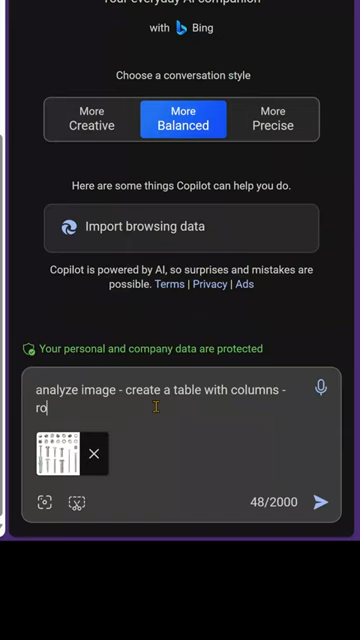 Your everyday AI companion
with Bing
Choose a conversation style
More
Creative
More
Balanced
More
Precise
Here are some things Copilot can help you do.
Import browsing data
Copilot is powered by AI, so surprises and mistakes are
possible. Terms | Privacy | Ads
Your personal and company data are protected
analyze image - create a table with columns -
ro
48/2000